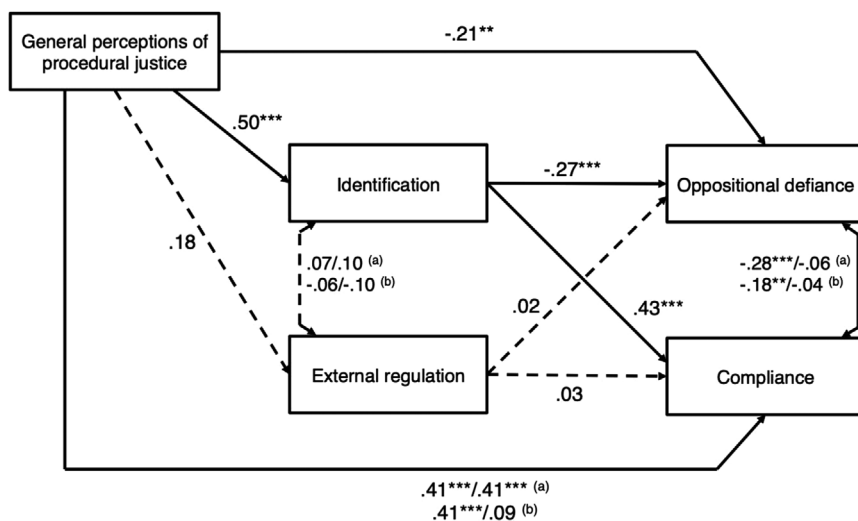 General perceptions of
procedural justice
-.21**
.50***
Identification
-.27***
Oppositional defiance
.18
.07/.10 (a)
-.06/-.10 (b)
-.28***/-.06 (a)
-.18**/-.04 (b)
.02
.43***
External regulation
.03
Compliance
.41***/.41*** (a)
.41***/.09 (b)